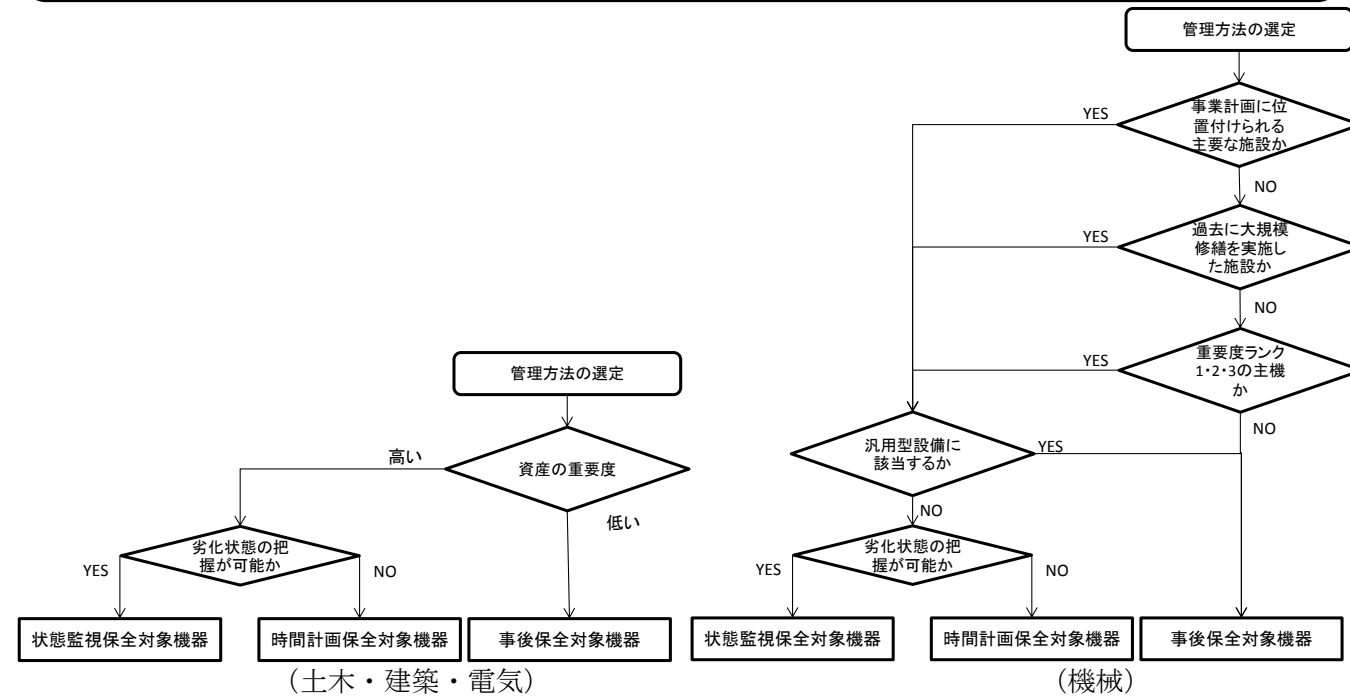 管理方法の選定
資産の重要度
高い
低い
劣化状態の把
握が可能か
YES
NO
状態監視保全対象機器
時間計画保全対象機器
事後保全対象機器
（土木・建築・電気）
管理方法の選定
事業計画に位
置付けられる
主要な施設か
YES
NO
過去に大規模
修繕を実施し
た施設か
YES
NO
重要度ランク
1・2・3の主機
か
YES
NO
汎用型設備に
該当するか
YES
NO
劣化状態の把
握が可能か
YES
NO
状態監視保全対象機器
時間計画保全対象機器
事後保全対象機器
（機械）